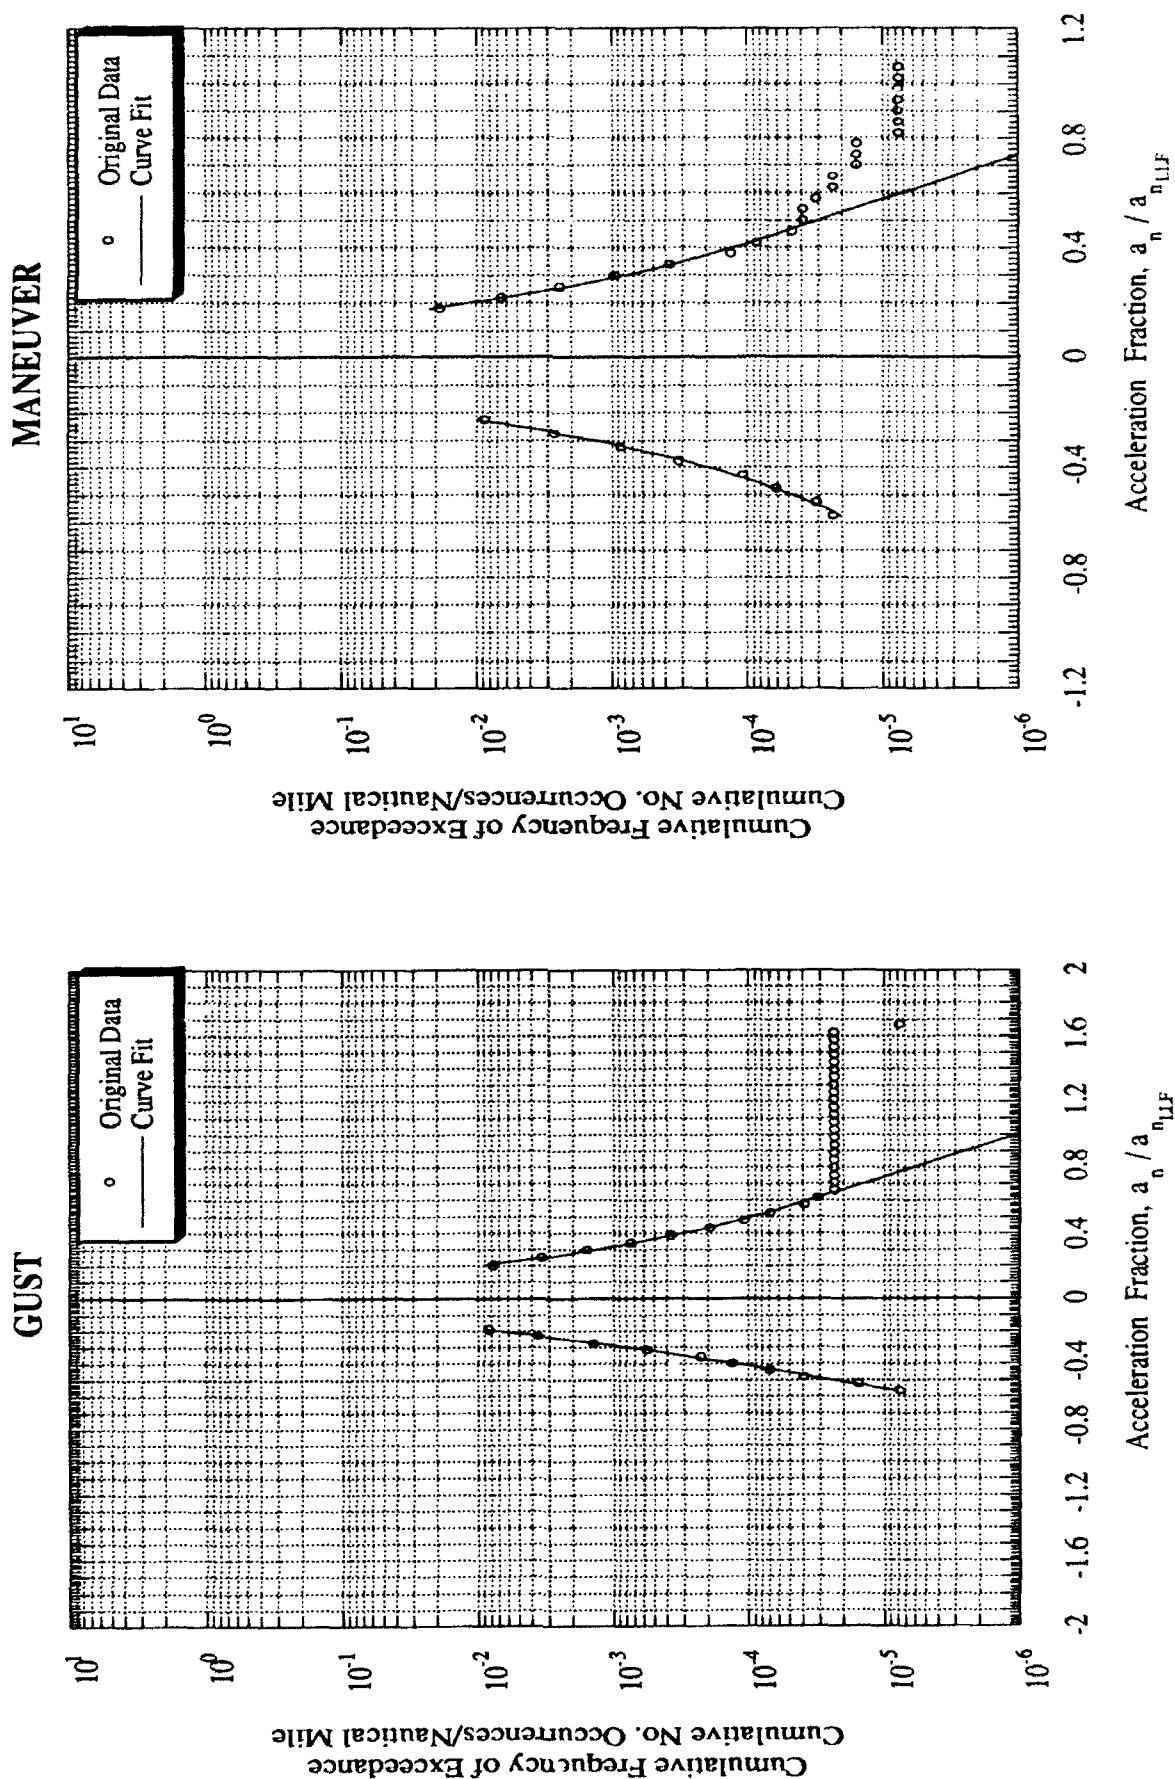 GUST
Cumulative Frequency of Exceedance
Cumulative No. Occurrences/Nautical Mile
10^1
10^0
10^-1
10^-2
10^-3
10^-4
10^-5
10^-6
o Original Data
Curve Fit
-2 -1.6 -1.2 -0.8 -0.4 0 0.4 0.8 1.2 1.6 2
Acceleration Fraction, a_n / a_nLLF
MANEUVER
Cumulative Frequency of Exceedance
Cumulative No. Occurrences/Nautical Mile
10^1
10^0
10^-1
10^-2
10^-3
10^-4
10^-5
10^-6
o Original Data
Curve Fit
-1.2 -0.8 -0.4 0 0.4 0.8 1.2
Acceleration Fraction, a_n / a_nLLF